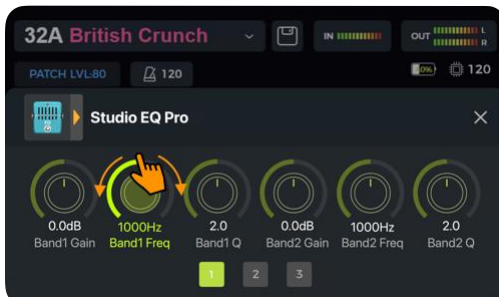 32A British Crunch
IN
OUT
L
R
PATCH LVL:80
120
0%
120
Studio EQ Pro
0.0dB
1000Hz
2.0
0.0dB
1000Hz
2.0
Band1 Gain
Band1 Freq
Band1 Q
Band2 Gain
Band2 Freq
Band2 Q
1
2
3